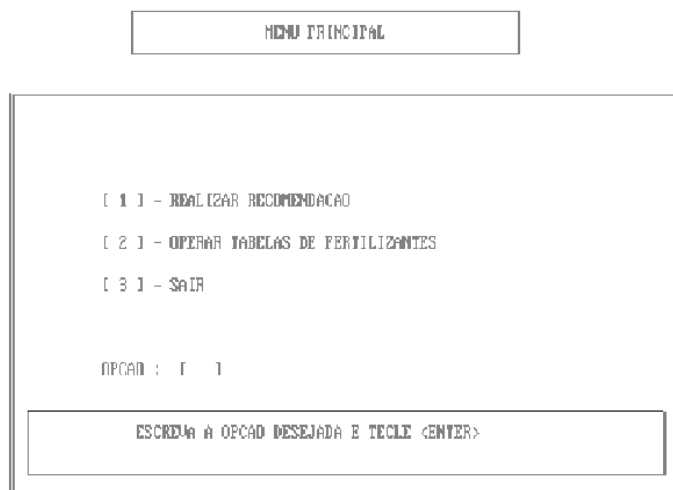 MENU PRINCIPAL
[ 1 ] - REALIZAR RECOMENDACAO
[ 2 ] - OPERAR TABELAS DE FERTILIZANTES
[ 3 ] - SAIR
OPCAO : [   ]
ESCREVA A OPCAO DESEJADA E TECLE <ENTER>